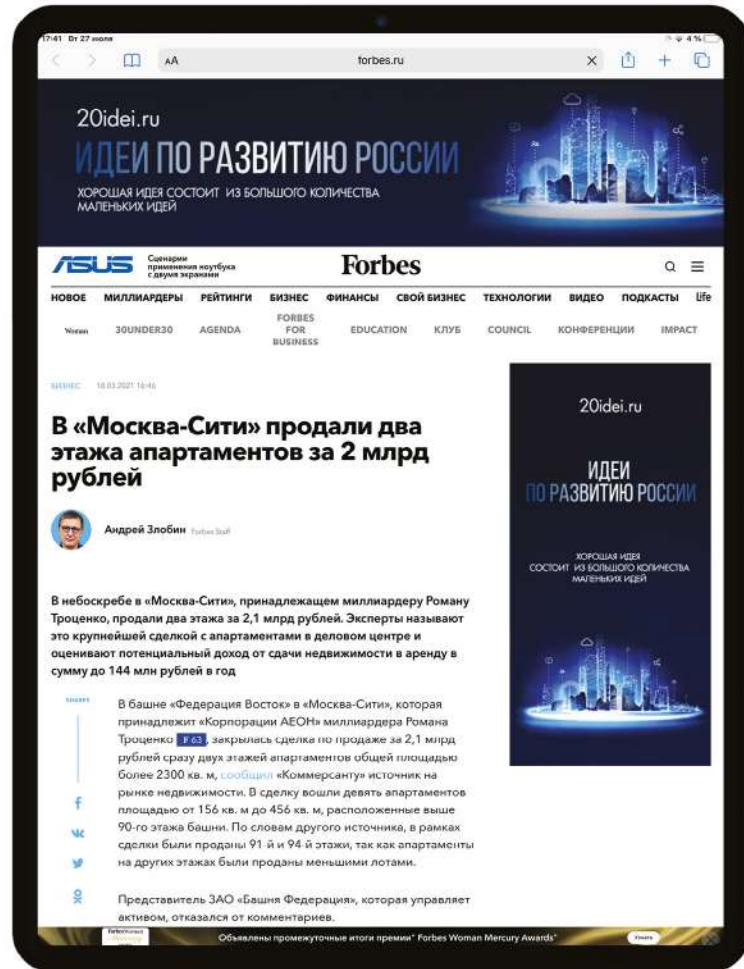 17:41 Вт 27 июля
4 %
AA
forbes.ru
20idei.ru
ИДЕИ ПО РАЗВИТИЮ РОССИИ
ХОРОШАЯ ИДЕЯ СОСТОИТ ИЗ БОЛЬШОГО КОЛИЧЕСТВА
МАЛЕНЬКИХ ИДЕЙ
ASUS
Сценарии
применения ноутбука
с двумя экранами
Forbes
НОВОЕ МИЛЛИАРДЕРЫ РЕЙТИНГИ БИЗНЕС ФИНАНСЫ СВОЙ БИЗНЕС ТЕХНОЛОГИИ ВИДЕО ПОДКАСТЫ Life
Woman 30UNDER30 AGENDA FORBES FOR BUSINESS EDUCATION КЛУБ COUNCIL КОНФЕРЕНЦИИ IMPACT
БИЗНЕС 18.03.2021 16:46
В «Москва-Сити» продали два
этажа апартаментов за 2 млрд
рублей
Андрей Злобин Forbes Staff
В небоскребе в «Москва-Сити», принадлежащем миллиардеру Роману
Троценко, продали два этажа за 2,1 млрд рублей. Эксперты называют
это крупнейшей сделкой с апартаментами в деловом центре и
оценивают потенциальный доход от сдачи недвижимости в аренду в
сумму до 144 млн рублей в год
SHARES
В башне «Федерация Восток» в «Москва-Сити», которая
принадлежит «Корпорации АЕОН» миллиардера Романа
Троценко F 63, закрылась сделка по продаже за 2,1 млрд
рублей сразу двух этажей апартаментов общей площадью
более 2300 кв. м, сообщил «Коммерсанту» источник на
рынке недвижимости. В сделку вошли девять апартаментов
площадью от 156 кв. м до 456 кв. м, расположенные выше
90-го этажа башни. По словам другого источника, в рамках
сделки были проданы 91-й и 94-й этажи, так как апартаменты
на других этажах были проданы меньшими лотами.
Представитель ЗАО «Башня Федерация», которая управляет
активом, отказался от комментариев.
20idei.ru
ИДЕИ
ПО РАЗВИТИЮ РОССИИ
ХОРОШАЯ ИДЕЯ
СОСТОИТ ИЗ БОЛЬШОГО КОЛИЧЕСТВА
МАЛЕНЬКИХ ИДЕЙ
Объявлены промежуточные итоги премии" Forbes Woman Mercury Awards"
Узнать